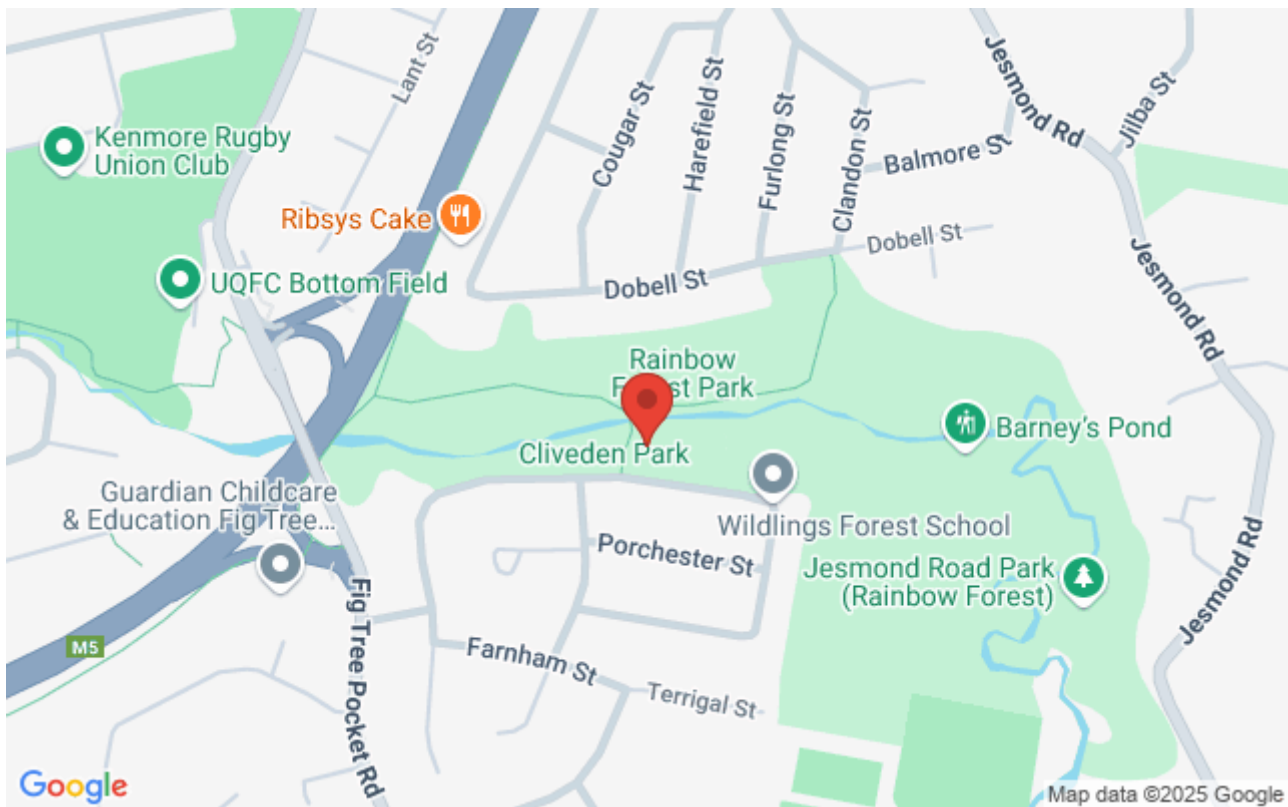 Lant St
Kenmore Rugby
Union Club
Ribsys Cake
UQFC Bottom Field
Cougar St
Harefield St
Furlong St
Clandon St
Balmore St
Dobell St
Dobell St
Jesmond Rd
Jilba St
Jesmond Rd
Rainbow
Forest Park
Cliveden Park
Barney's Pond
Guardian Childcare
& Education Fig Tree...
Wildlings Forest School
Porchester St
Jesmond Road Park
(Rainbow Forest)
Jesmond Rd
M5
Fig Tree Pocket Rd
Farnham St
Terrigal St
Google
Map data ©2025 Google